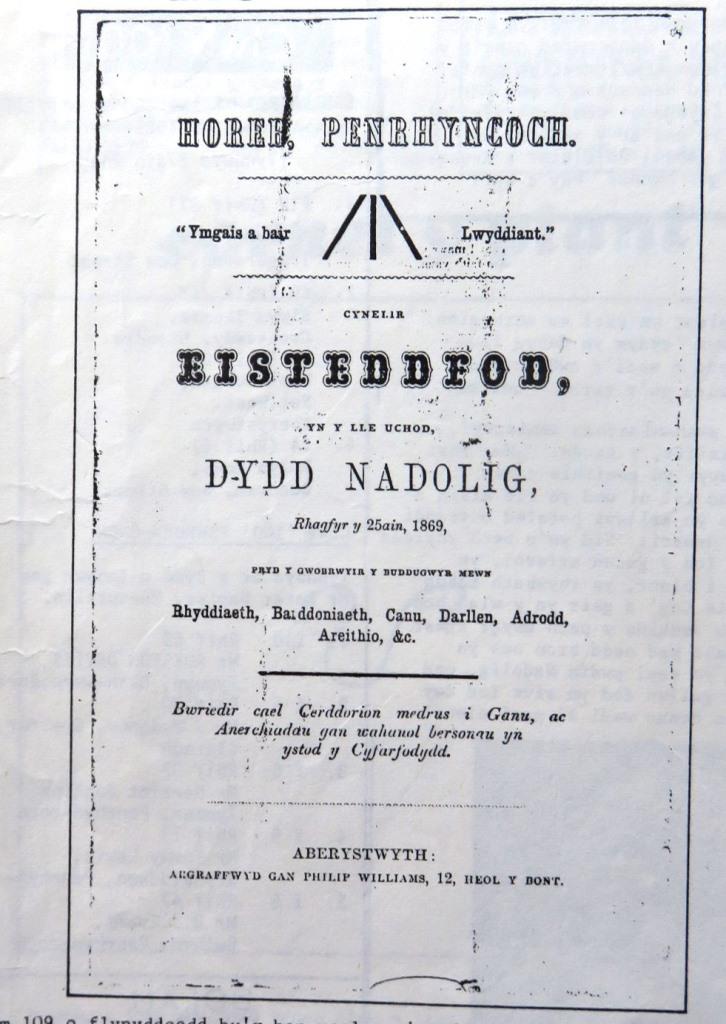 HOREB, PENRHYNCOCH.
"Ymgais a bair Lwyddiant."
CYNELIR
EISTEDDFOD,
YN Y LLE UCHOD,
DYDD NADOLIG,
Rhagfyr y 25ain, 1869,
PRYD Y GWOBRWYIR Y BUDDUGWYR MEWN
Rhyddiaeth, Barddoniaeth, Canu, Darllen, Adrodd,
Areithio, &c.
Bwriedir cael Cerddorion medrus i Ganu, ac
Anerchiadau gan wahanol bersonau yn
ystod y Cyfarfodydd.
ABERYSTWYTH:
ARGRAFFWYD GAN PHILIP WILLIAMS, 12, HEOL Y BONT.
109